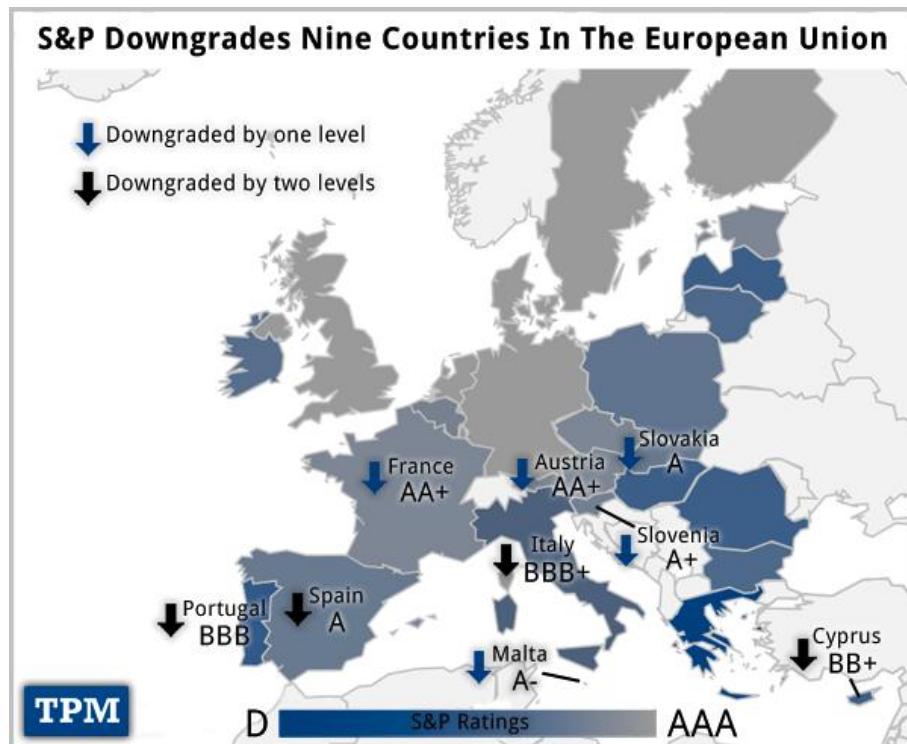 S&P Downgrades Nine Countries In The European Union
Downgraded by one level
Downgraded by two levels
Slovakia
A
France
AA+
Austria
AA+
Slovenia
A+
Italy
BBB+
Portugal
BBB
Spain
A
Cyprus
BB+
Malta
A-
TPM
D S&P Ratings AAA